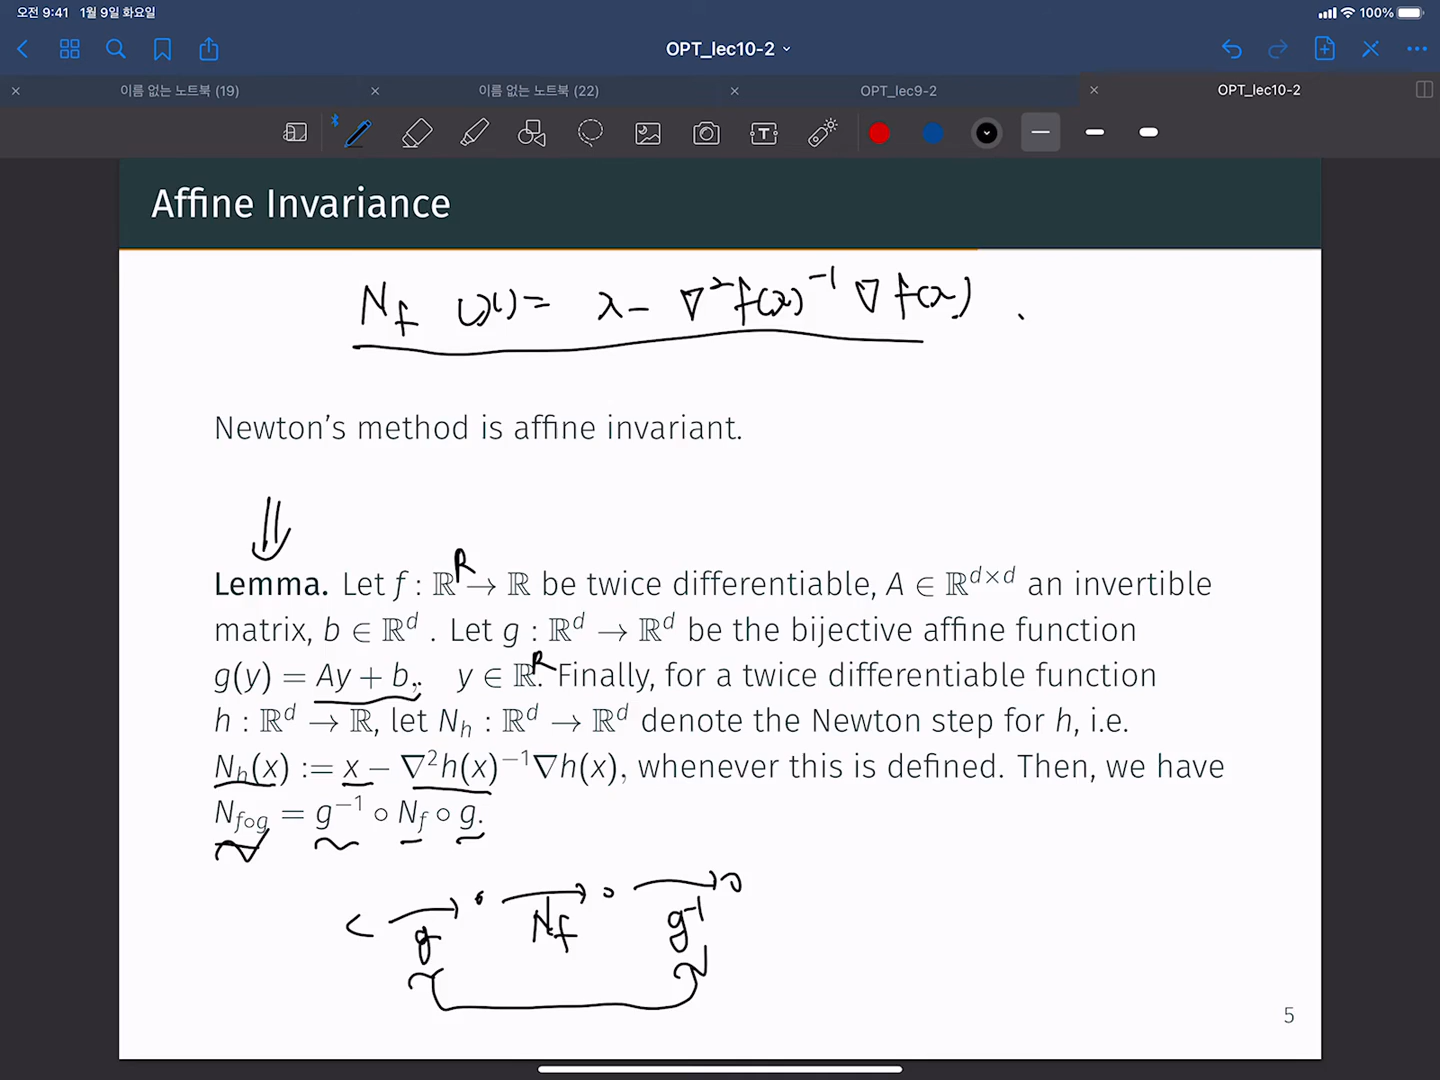 오전 9:41 1월 9일 화요일
100%
OPT_lec10-2
이름 없는 노트북 (19)
이름 없는 노트북 (22)
OPT_lec9-2
OPT_lec10-2
Affine Invariance
N_f (x) = x − ∇²f(x)⁻¹ ∇f(x).
Newton's method is affine invariant.
⇓
Lemma. Let f : ℝᴿ → ℝ be twice differentiable, A ∈ ℝ^{d×d} an invertible
matrix, b ∈ ℝ^d . Let g : ℝ^d → ℝ^d be the bijective affine function
g(y) = Ay + b, y ∈ ℝᴿ. Finally, for a twice differentiable function
h : ℝ^d → ℝ, let N_h : ℝ^d → ℝ^d denote the Newton step for h, i.e.
N_h(x) := x − ∇²h(x)⁻¹∇h(x), whenever this is defined. Then, we have
N_{f∘g} = g⁻¹ ∘ N_f ∘ g.
g N_f g⁻¹
5